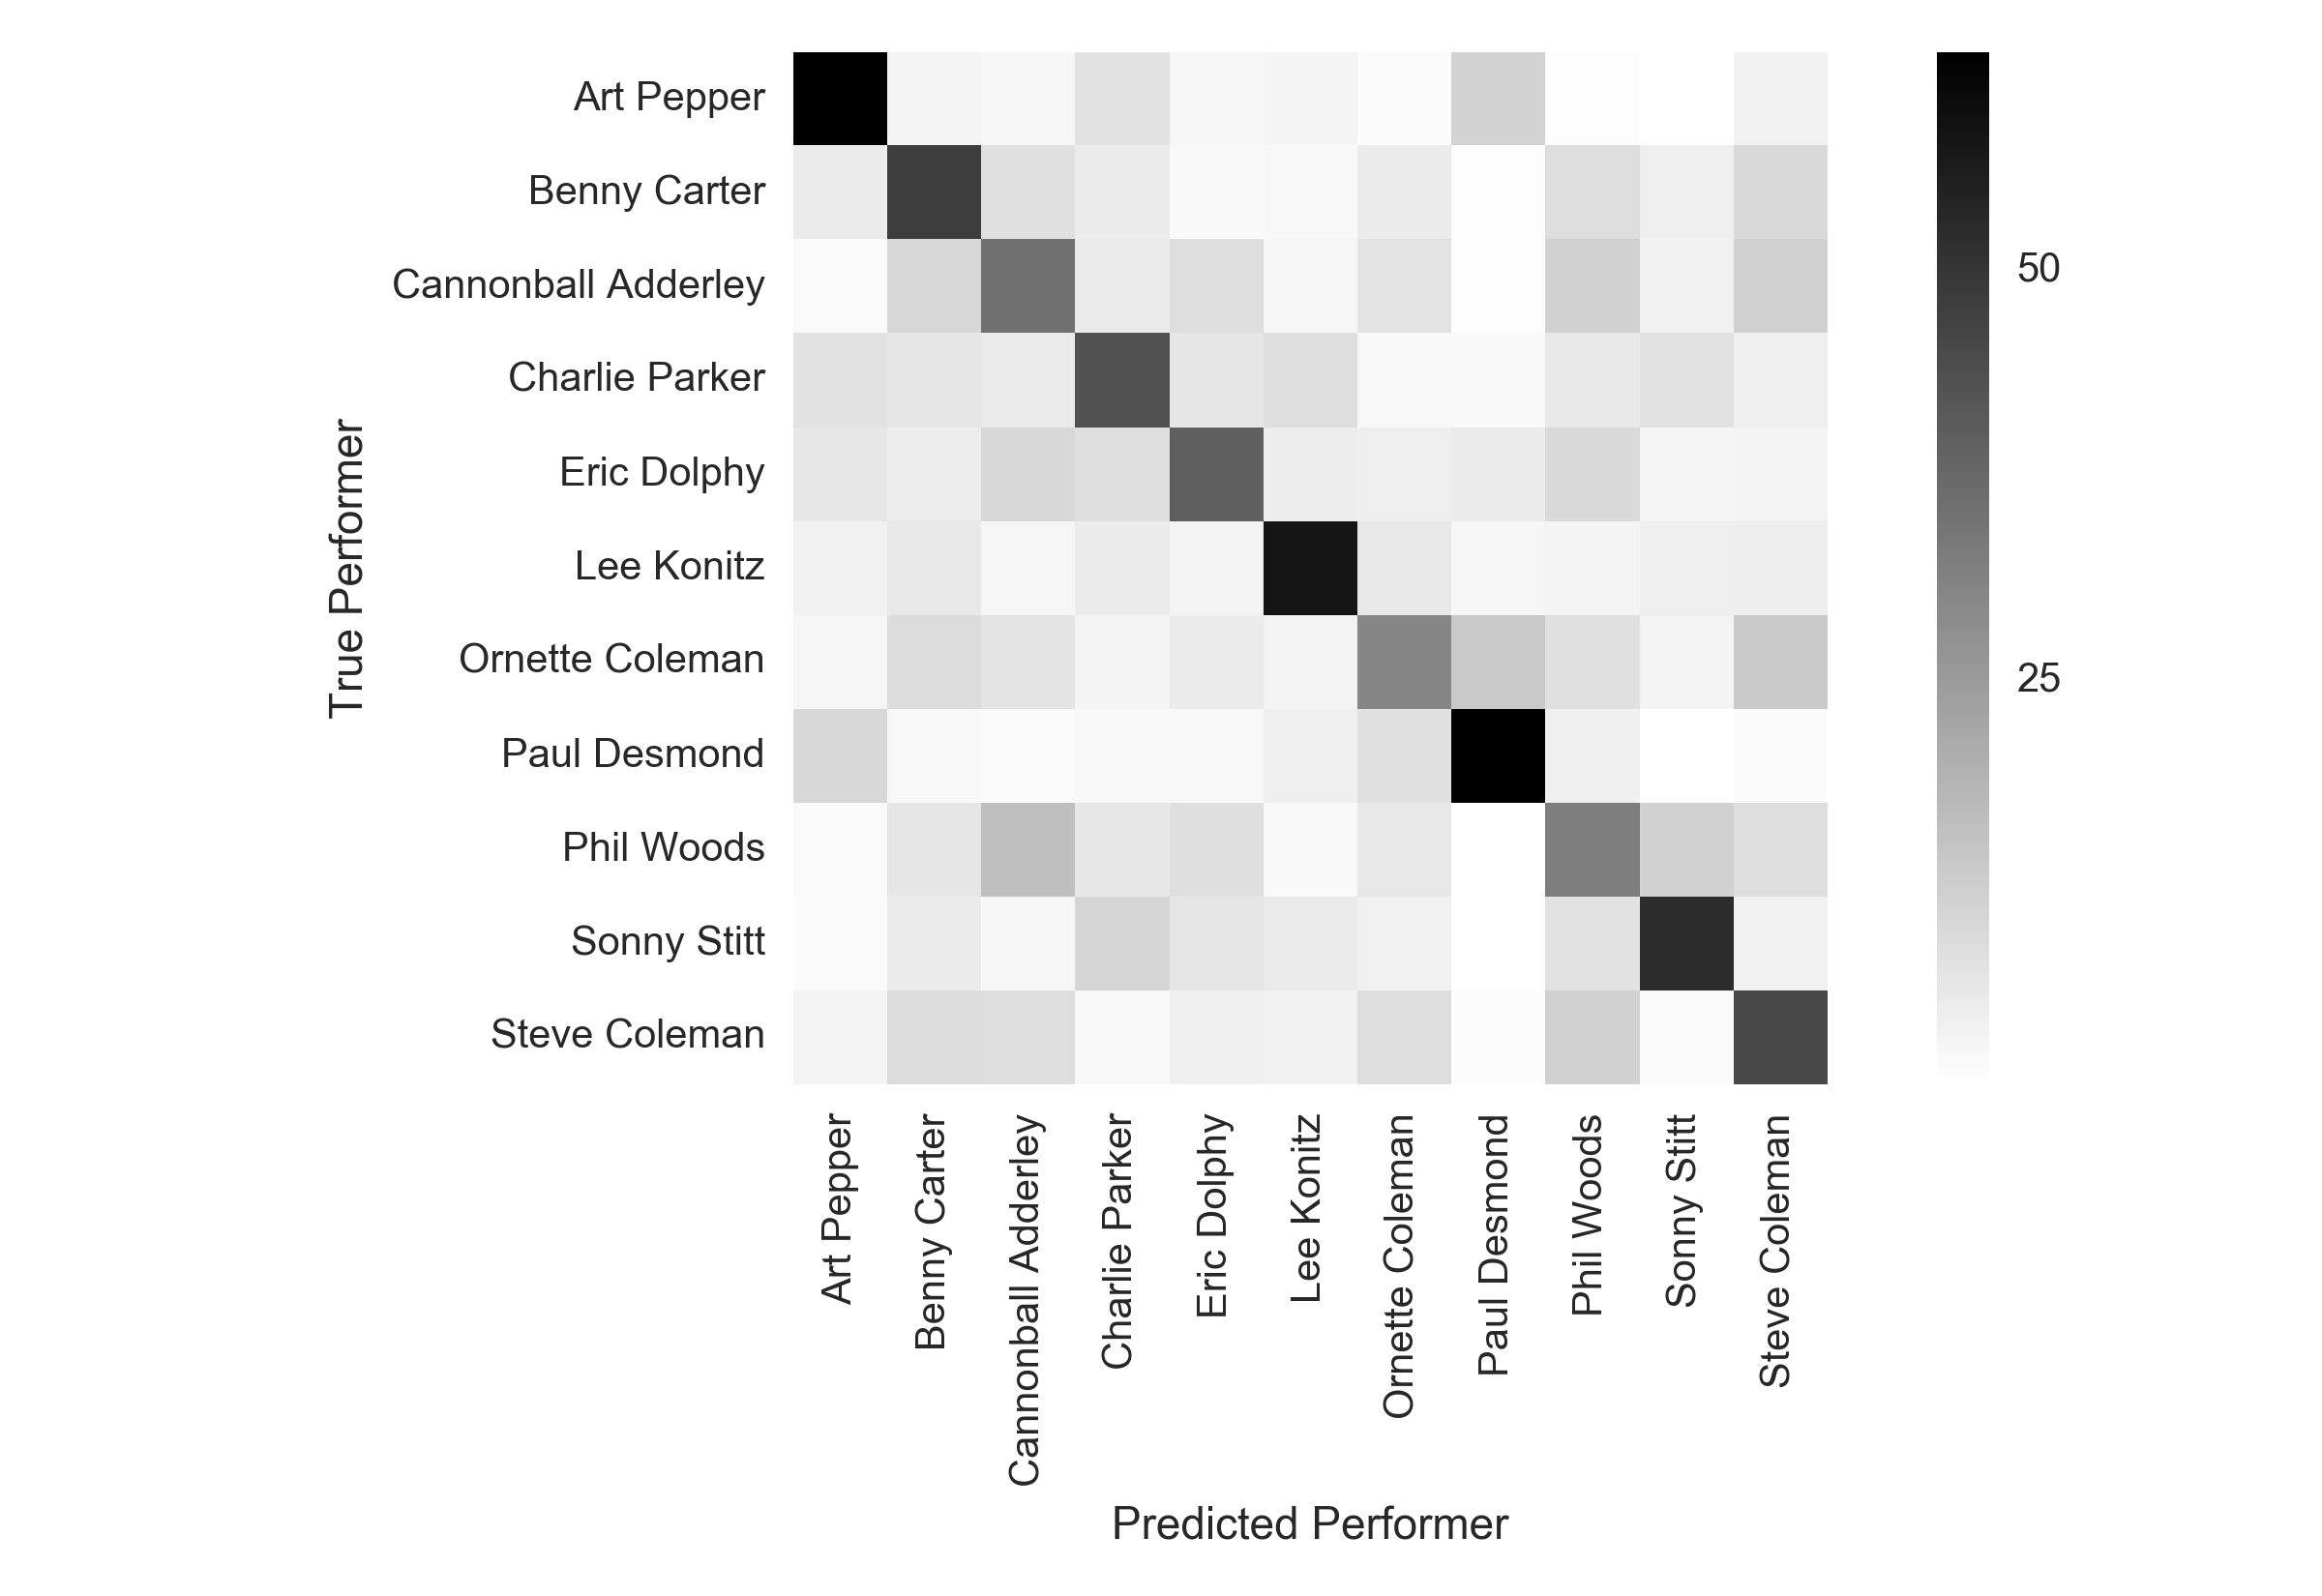 Art Pepper
Benny Carter
Cannonball Adderley
Charlie Parker
Eric Dolphy
Lee Konitz
Ornette Coleman
Paul Desmond
Phil Woods
Sonny Stitt
Steve Coleman
True Performer
50
25
Art Pepper
Benny Carter
Cannonball Adderley
Charlie Parker
Eric Dolphy
Lee Konitz
Ornette Coleman
Paul Desmond
Phil Woods
Sonny Stitt
Steve Coleman
Predicted Performer